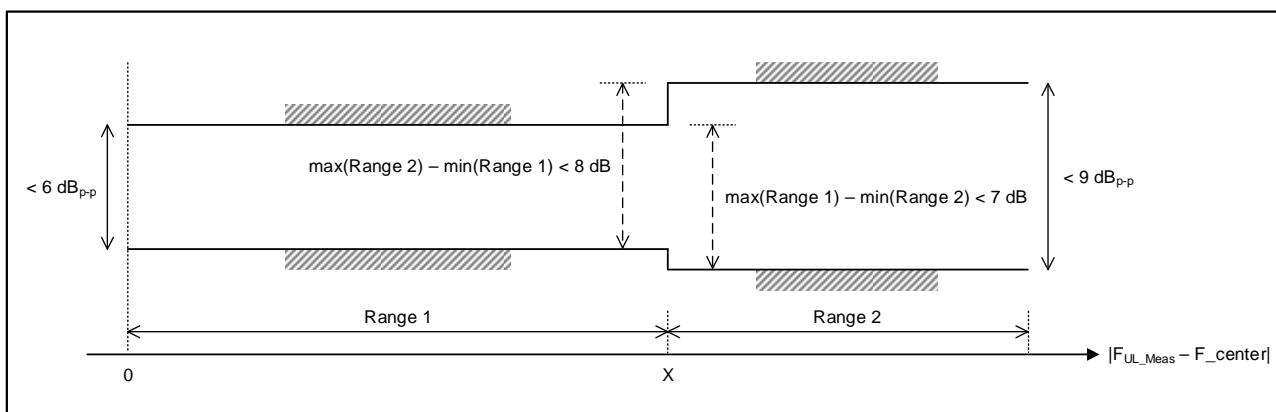 max(Range 2) – min(Range 1) < 8 dB
< 6 dBp-p
< 9 dBp-p
max(Range 1) – min(Range 2) < 7 dB
Range 1
Range 2
|FUL_Meas – F_center|
0
X